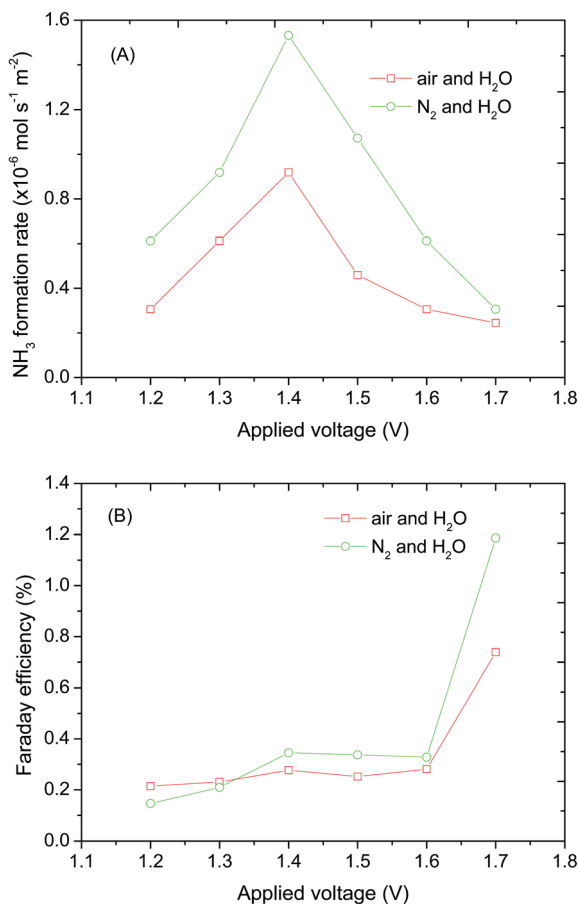 (A)
air and H₂O
N₂ and H₂O
NH₃ formation rate (x10⁻⁶ mol s⁻¹ m⁻²)
1.6
1.2
0.8
0.4
0.0
1.1 1.2 1.3 1.4 1.5 1.6 1.7 1.8
Applied voltage (V)
(B)
air and H₂O
N₂ and H₂O
Faraday efficiency (%)
1.4
1.2
1.0
0.8
0.6
0.4
0.2
0.0
1.1 1.2 1.3 1.4 1.5 1.6 1.7 1.8
Applied voltage (V)